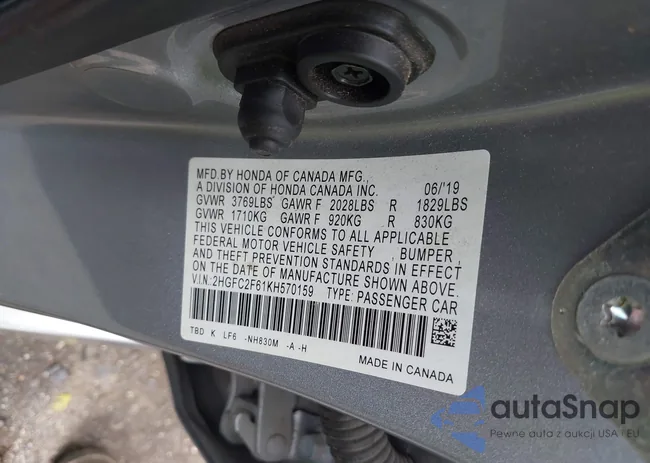 MFD.BY HONDA OF CANADA MFG.,
A DIVISION OF HONDA CANADA INC. 06/'19
GVWR 3769LBS GAWR F 2028LBS R 1829LBS
GVWR 1710KG GAWR F 920KG R 830KG
THIS VEHICLE CONFORMS TO ALL APPLICABLE
FEDERAL MOTOR VEHICLE SAFETY , BUMPER ,
AND THEFT PREVENTION STANDARDS IN EFFECT
ON THE DATE OF MANUFACTURE SHOWN ABOVE.
V.I.N.:2HGFC2F61KH570159 TYPE: PASSENGER CAR
TBD K LF6 -NH830M -A -H
MADE IN CANADA
autaSnap
Pewne auta z aukcji USA i EU